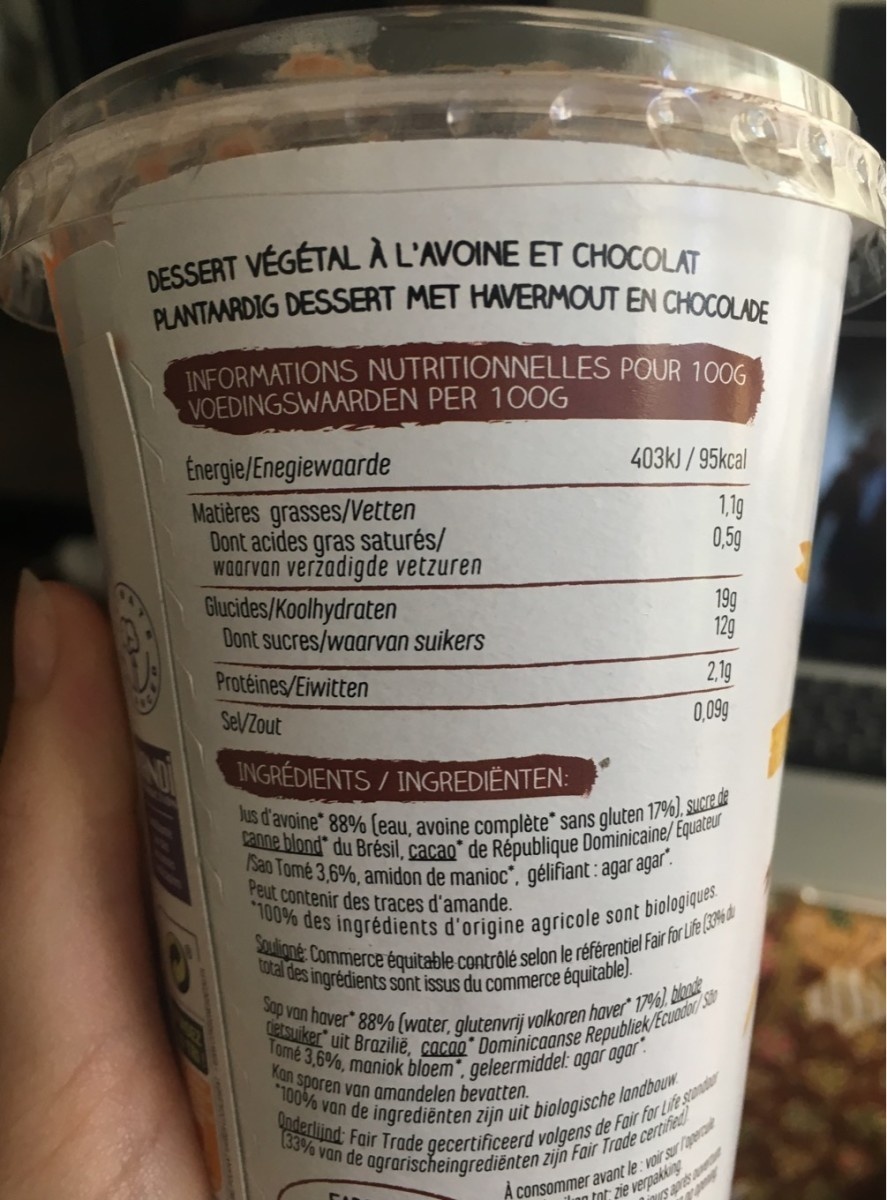 DESSERT VÉGÉTAL À L'AVOINE ET CHOCOLAT
PLANTAARDIG DESSERT MET HAVERMOUT EN CHOCOLADE
INFORMATIONS NUTRITIONNELLES POUR 100G
VOEDINGSWAARDEN PER 100G
Énergie/Enegiewaarde 403kJ / 95kcal
Matières grasses/Vetten 1,1g
Dont acides gras saturés/ 0,5g
waarvan verzadigde vetzuren
Glucides/Koolhydraten 19g
Dont sucres/waarvan suikers 12g
Protéines/Eiwitten 2,1g
Sel/Zout 0,09g
INGRÉDIENTS / INGREDIËNTEN:
Jus d'avoine* 88% (eau, avoine complète* sans gluten 17%), sucre de
canne blond* du Brésil, cacao* de République Dominicaine/ Equateur
/Sao Tomé 3,6%, amidon de manioc*, gélifiant : agar agar*.
Peut contenir des traces d'amande.
*100% des ingrédients d'origine agricole sont biologiques.
Souligné: Commerce équitable contrôlé selon le référentiel Fair for Life (33% du
total des ingrédients sont issus du commerce équitable).
Sap van haver* 88% (water, glutenvrij volkoren haver* 17%), blonde
rietsuiker* uit Brazilië, cacao* Dominicaanse Republiek/Ecuador/ São
Tomé 3,6%, maniok bloem*, geleermiddel: agar agar*.
Kan sporen van amandelen bevatten.
*100% van de ingrediënten zijn uit biologische landbouw.
Onderlijnd: Fair Trade gecertificeerd volgens de Fair for Life standaar
(33% van de agrarischeingrediënten zijn Fair Trade certified)
À consommer avant le : voir sur l'opercule
tot: zie verpakking
jours après ouverture